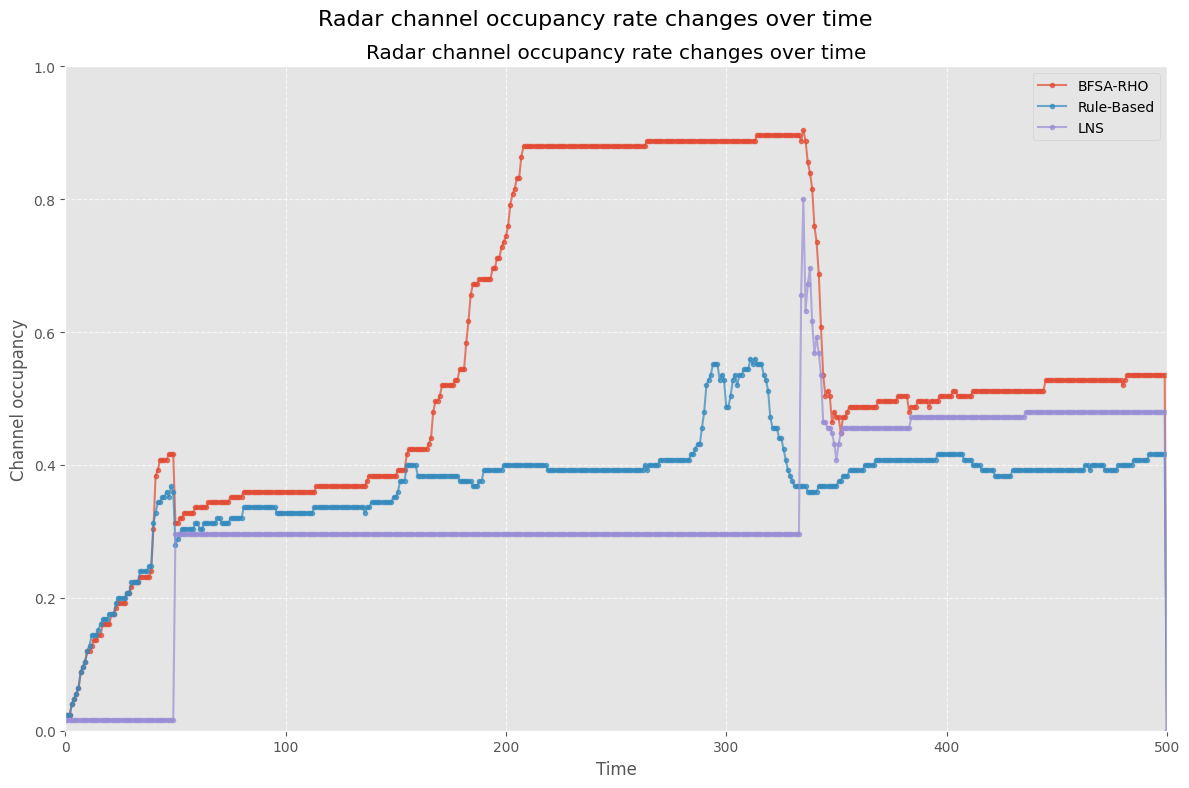 Radar channel occupancy rate changes over time
Radar channel occupancy rate changes over time
BFSA-RHO
Rule-Based
LNS
Channel occupancy
1.0
0.8
0.6
0.4
0.2
0.0
0
100
200
300
400
500
Time